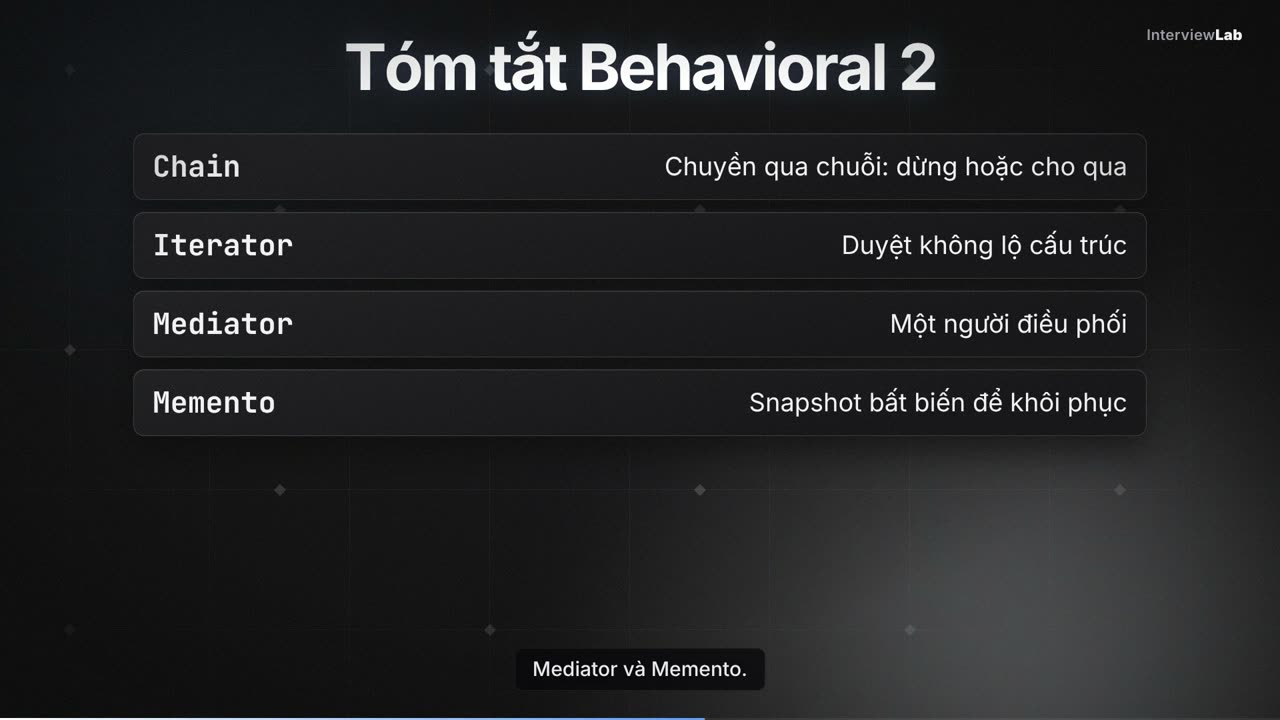 InterviewLab
Tóm tắt Behavioral 2
Chain Chuyền qua chuỗi: dừng hoặc cho qua
Iterator Duyệt không lộ cấu trúc
Mediator Một người điều phối
Memento Snapshot bất biến để khôi phục
Mediator và Memento.